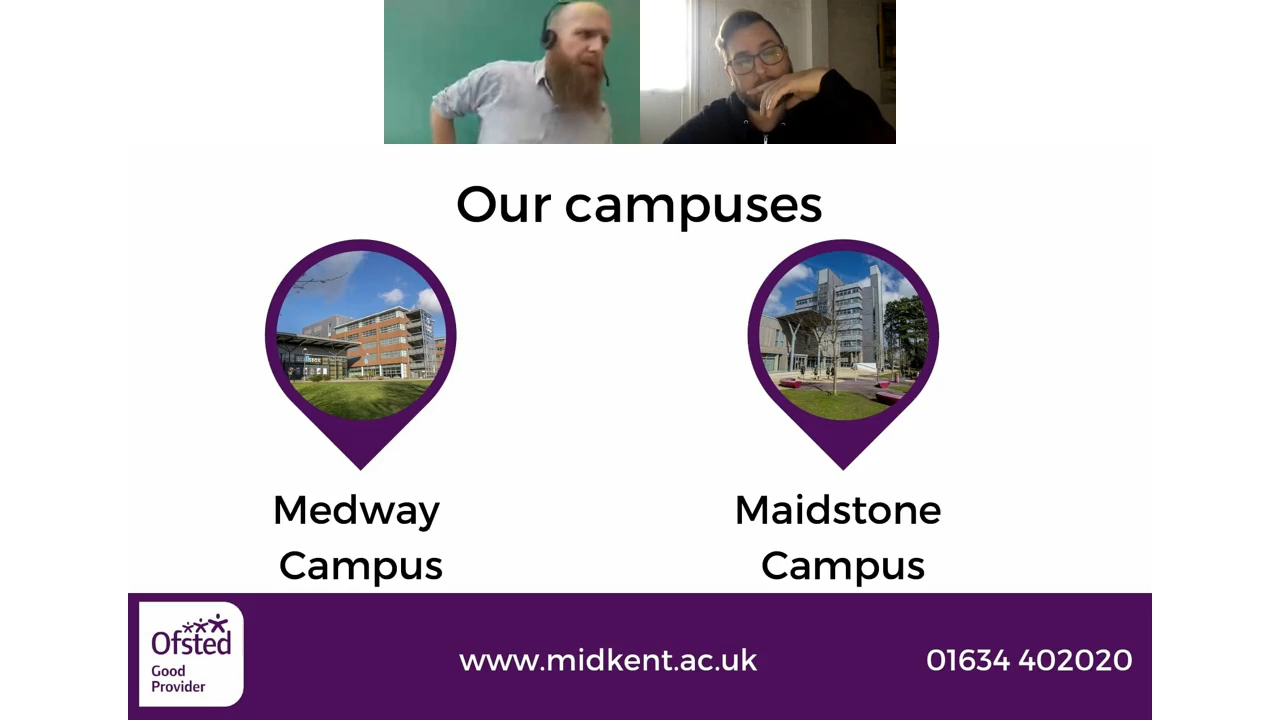 Our campuses
Medway
Campus
Maidstone
Campus
Ofsted
Good
Provider
www.midkent.ac.uk
01634 402020